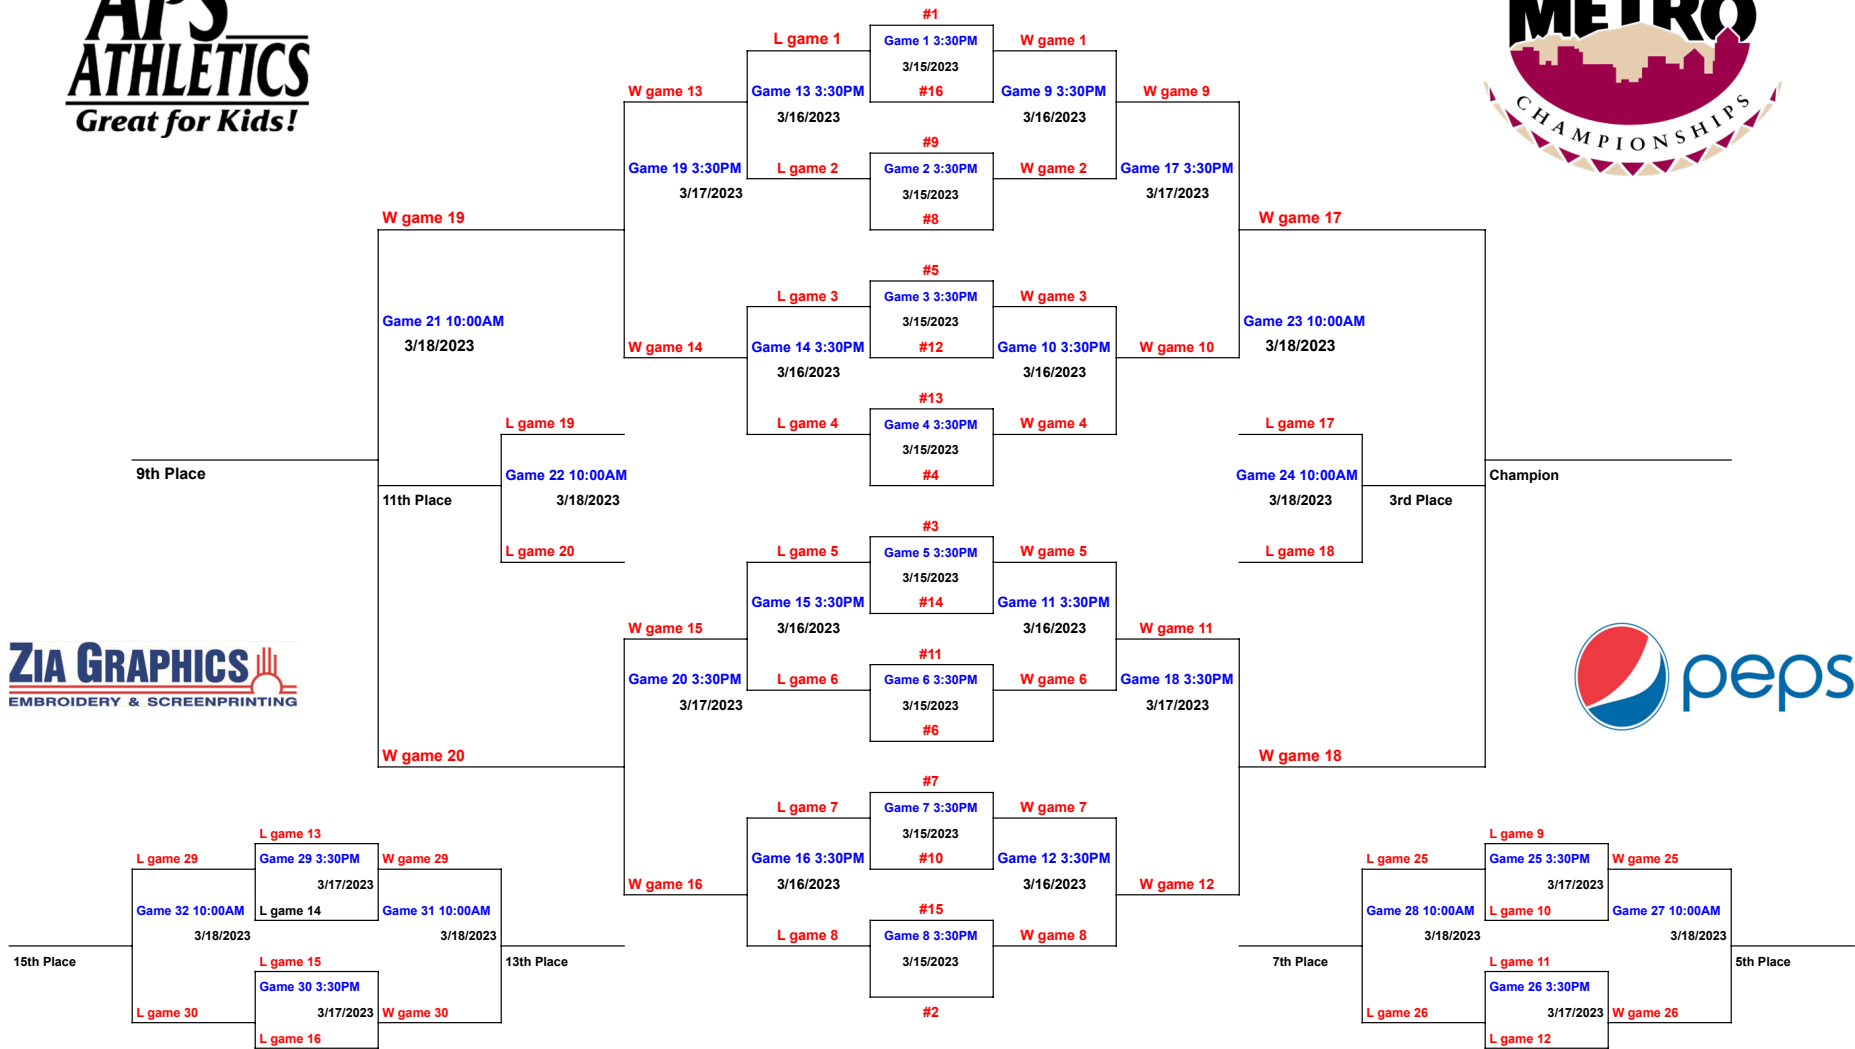 APS
ATHLETICS
Great for Kids!
METRO
CHAMPIONSHIPS
#1
L game 1
Game 1 3:30PM
W game 1
3/15/2023
W game 13
Game 13 3:30PM
#16
Game 9 3:30PM
W game 9
3/16/2023
3/16/2023
#9
Game 19 3:30PM
L game 2
Game 2 3:30PM
W game 2
Game 17 3:30PM
3/17/2023
3/15/2023
3/17/2023
W game 19
#8
W game 17
#5
L game 3
Game 3 3:30PM
W game 3
Game 21 10:00AM
3/15/2023
Game 23 10:00AM
3/18/2023
W game 14
Game 14 3:30PM
#12
Game 10 3:30PM
W game 10
3/18/2023
3/16/2023
3/16/2023
#13
L game 19
L game 4
Game 4 3:30PM
W game 4
L game 17
3/15/2023
9th Place
Game 22 10:00AM
#4
Game 24 10:00AM
Champion
11th Place
3/18/2023
3/18/2023
3rd Place
#3
L game 20
L game 5
Game 5 3:30PM
W game 5
L game 18
3/15/2023
Game 15 3:30PM
#14
Game 11 3:30PM
W game 15
3/16/2023
3/16/2023
W game 11
#11
ZIA GRAPHICS
EMBROIDERY & SCREENPRINTING
Game 20 3:30PM
L game 6
Game 6 3:30PM
W game 6
Game 18 3:30PM
peps
3/17/2023
3/15/2023
3/17/2023
#6
W game 20
W game 18
#7
L game 7
Game 7 3:30PM
W game 7
L game 13
3/15/2023
L game 9
L game 29
Game 29 3:30PM
W game 29
Game 16 3:30PM
#10
Game 12 3:30PM
L game 25
Game 25 3:30PM
W game 25
3/17/2023
W game 16
3/16/2023
3/16/2023
W game 12
3/17/2023
Game 32 10:00AM
L game 14
Game 31 10:00AM
#15
Game 28 10:00AM
L game 10
Game 27 10:00AM
3/18/2023
3/18/2023
L game 8
Game 8 3:30PM
W game 8
3/18/2023
3/18/2023
15th Place
L game 15
13th Place
3/15/2023
7th Place
L game 11
5th Place
Game 30 3:30PM
Game 26 3:30PM
L game 30
3/17/2023
W game 30
#2
L game 26
3/17/2023
W game 26
L game 16
L game 12